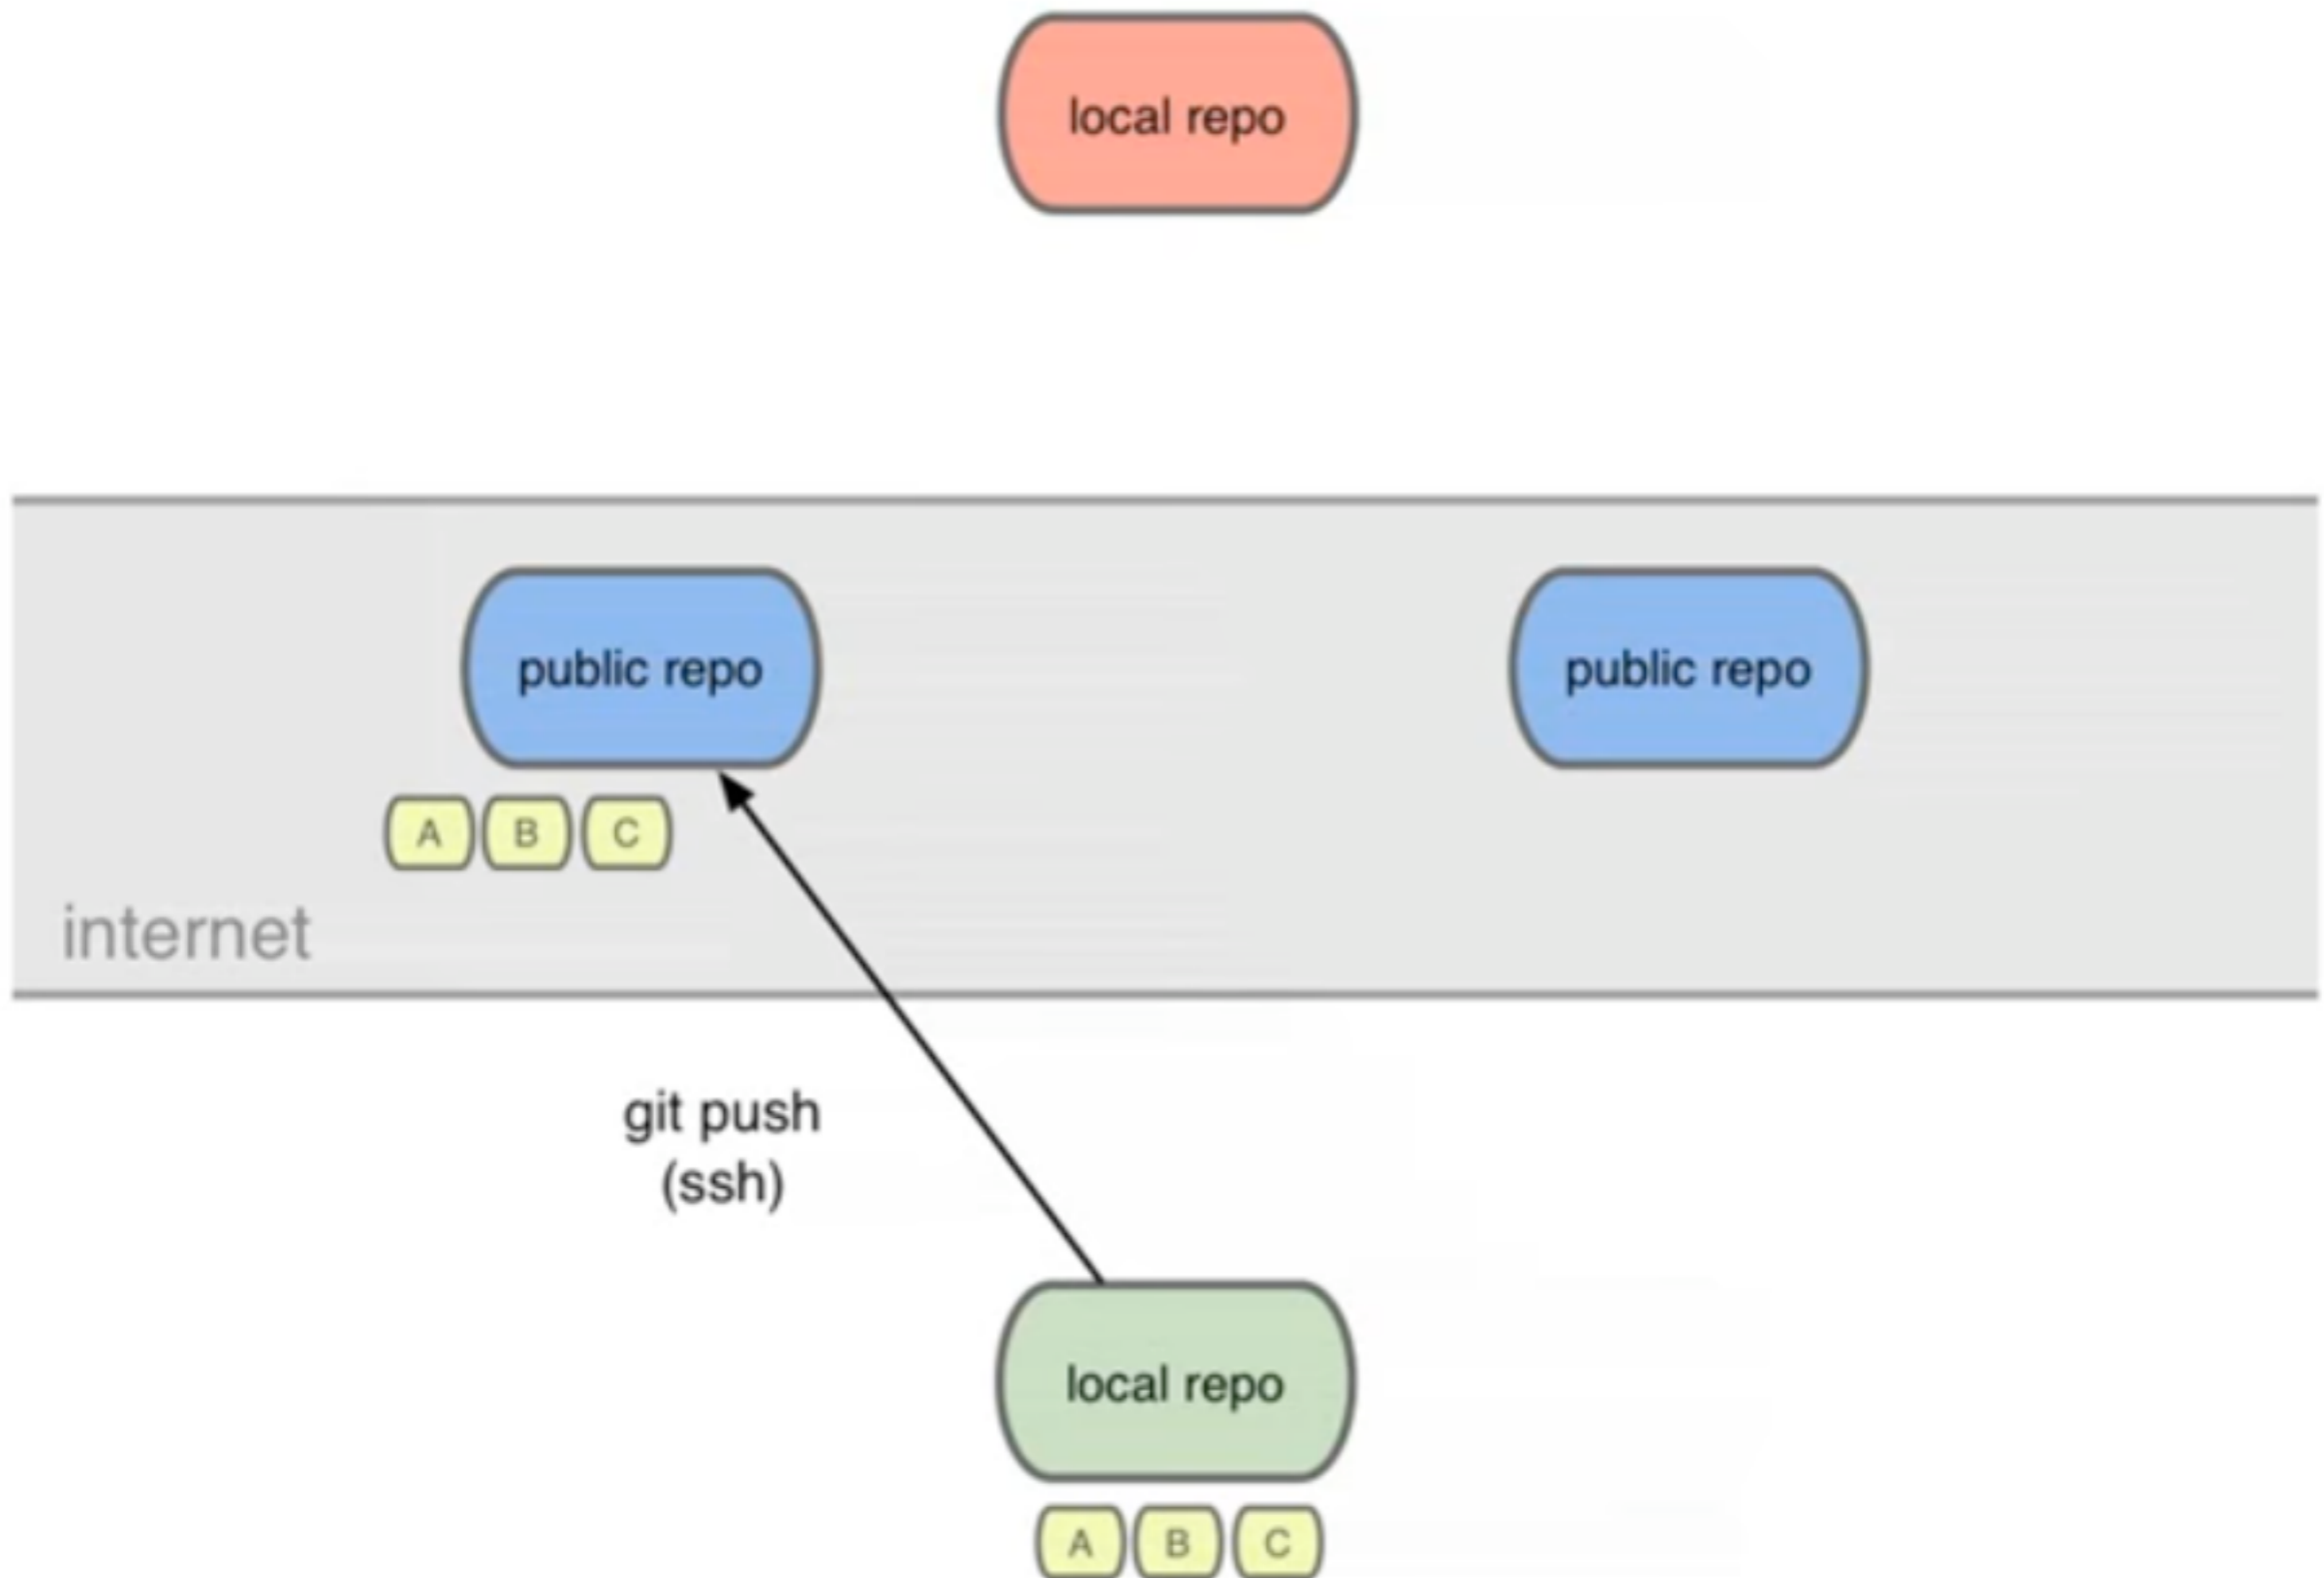 local repo
public repo
public repo
A B C
internet
git push
(ssh)
local repo
A B C